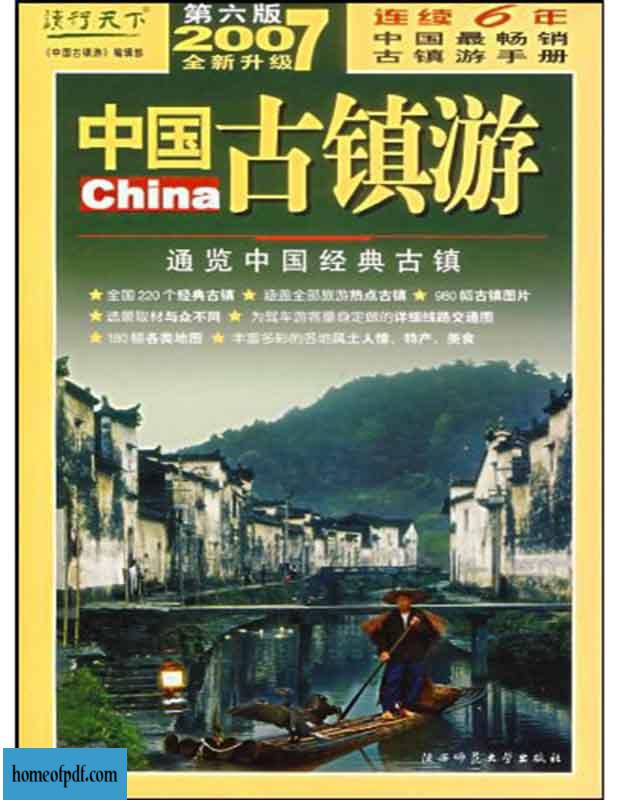 读行天下
《中国古镇游》编辑部
第六版
2007
全新升级
连续6年
中国最畅销
古镇游手册
中国
China
古镇游
通览中国经典古镇
★ 全国220个经典古镇 ★ 涵盖全部旅游热点古镇 ★ 980幅古镇图片
★ 选景取材与众不同 ★ 为驾车游客量身定做的详细线路交通图
★ 180幅各类地图 ★ 丰富多彩的各地风土人情、特产、美食
陕西师范大学出版社
homeofpdf.com